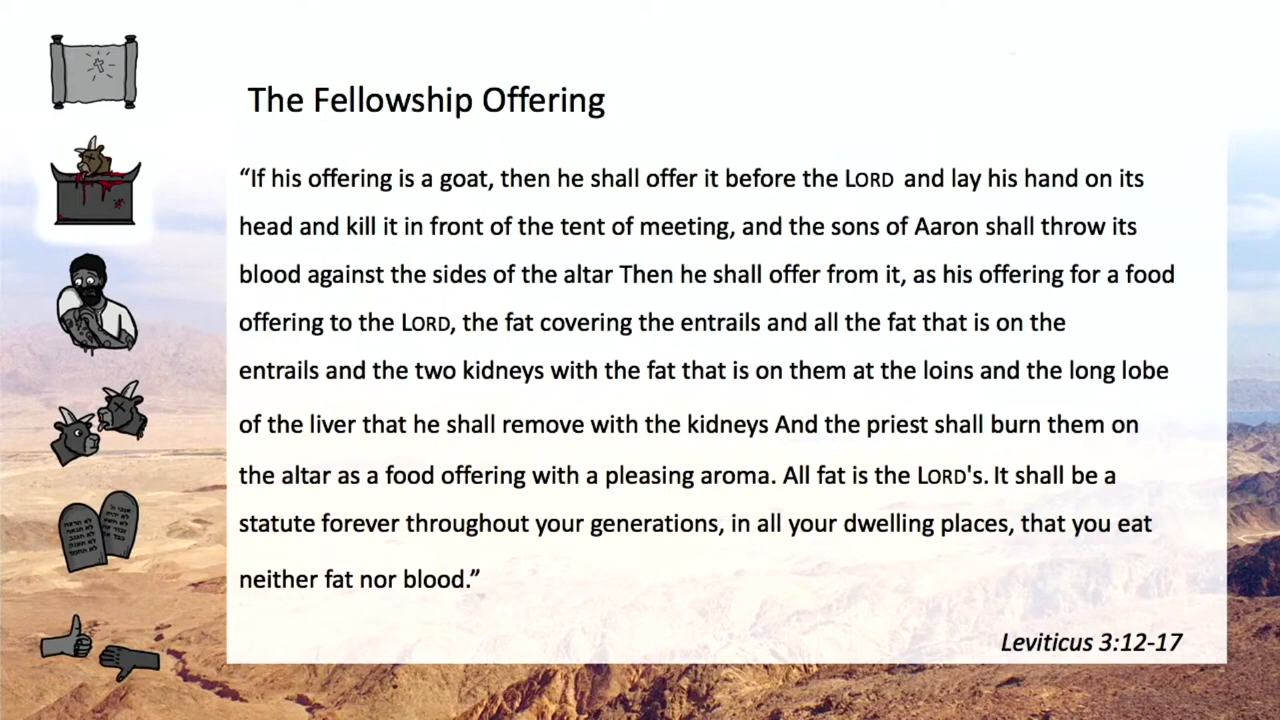 The Fellowship Offering
“If his offering is a goat, then he shall offer it before the LORD and lay his hand on its
head and kill it in front of the tent of meeting, and the sons of Aaron shall throw its
blood against the sides of the altar Then he shall offer from it, as his offering for a food
offering to the LORD, the fat covering the entrails and all the fat that is on the
entrails and the two kidneys with the fat that is on them at the loins and the long lobe
of the liver that he shall remove with the kidneys And the priest shall burn them on
the altar as a food offering with a pleasing aroma. All fat is the LORD's. It shall be a
statute forever throughout your generations, in all your dwelling places, that you eat
neither fat nor blood.”
Leviticus 3:12-17